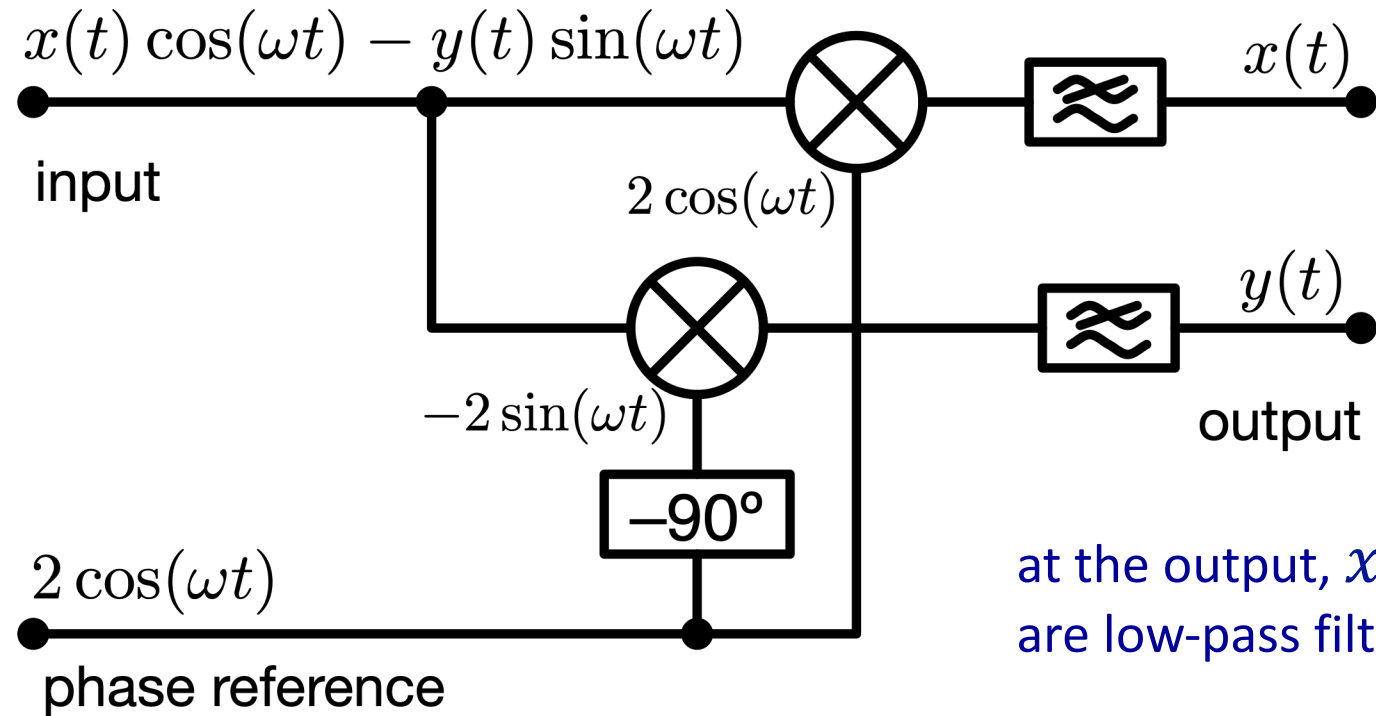 x(t) cos(ωt) − y(t) sin(ωt)
x(t)
input
2 cos(ωt)
y(t)
−2 sin(ωt)
output
−90º
2 cos(ωt)
at the output, x
are low-pass filt
phase reference